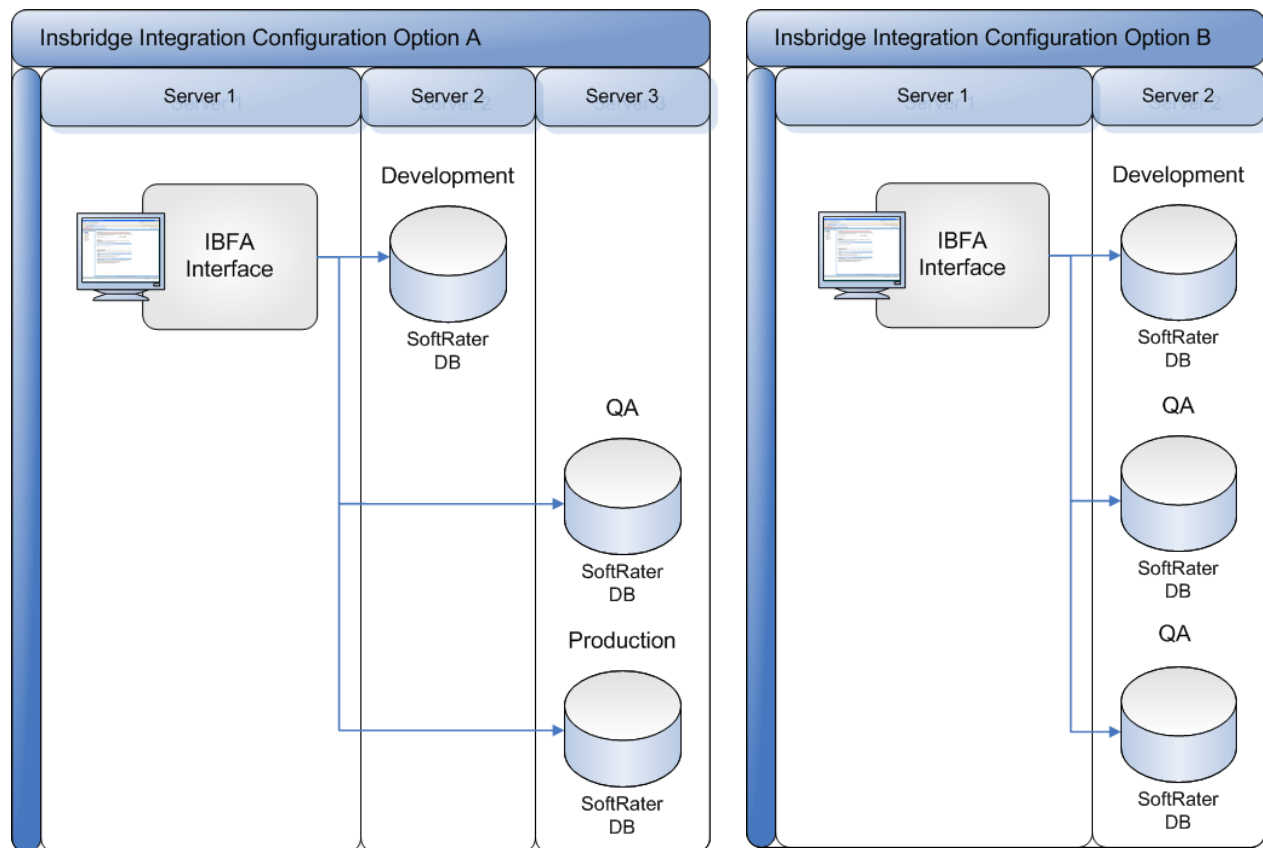 Insbridge Integration Configuration Option A
Server 1
Server 2
Server 3
Development
IBFA
Interface
SoftRater
DB
QA
SoftRater
DB
Production
SoftRater
DB
Insbridge Integration Configuration Option B
Server 1
Server 2
Development
IBFA
Interface
SoftRater
DB
QA
SoftRater
DB
QA
SoftRater
DB